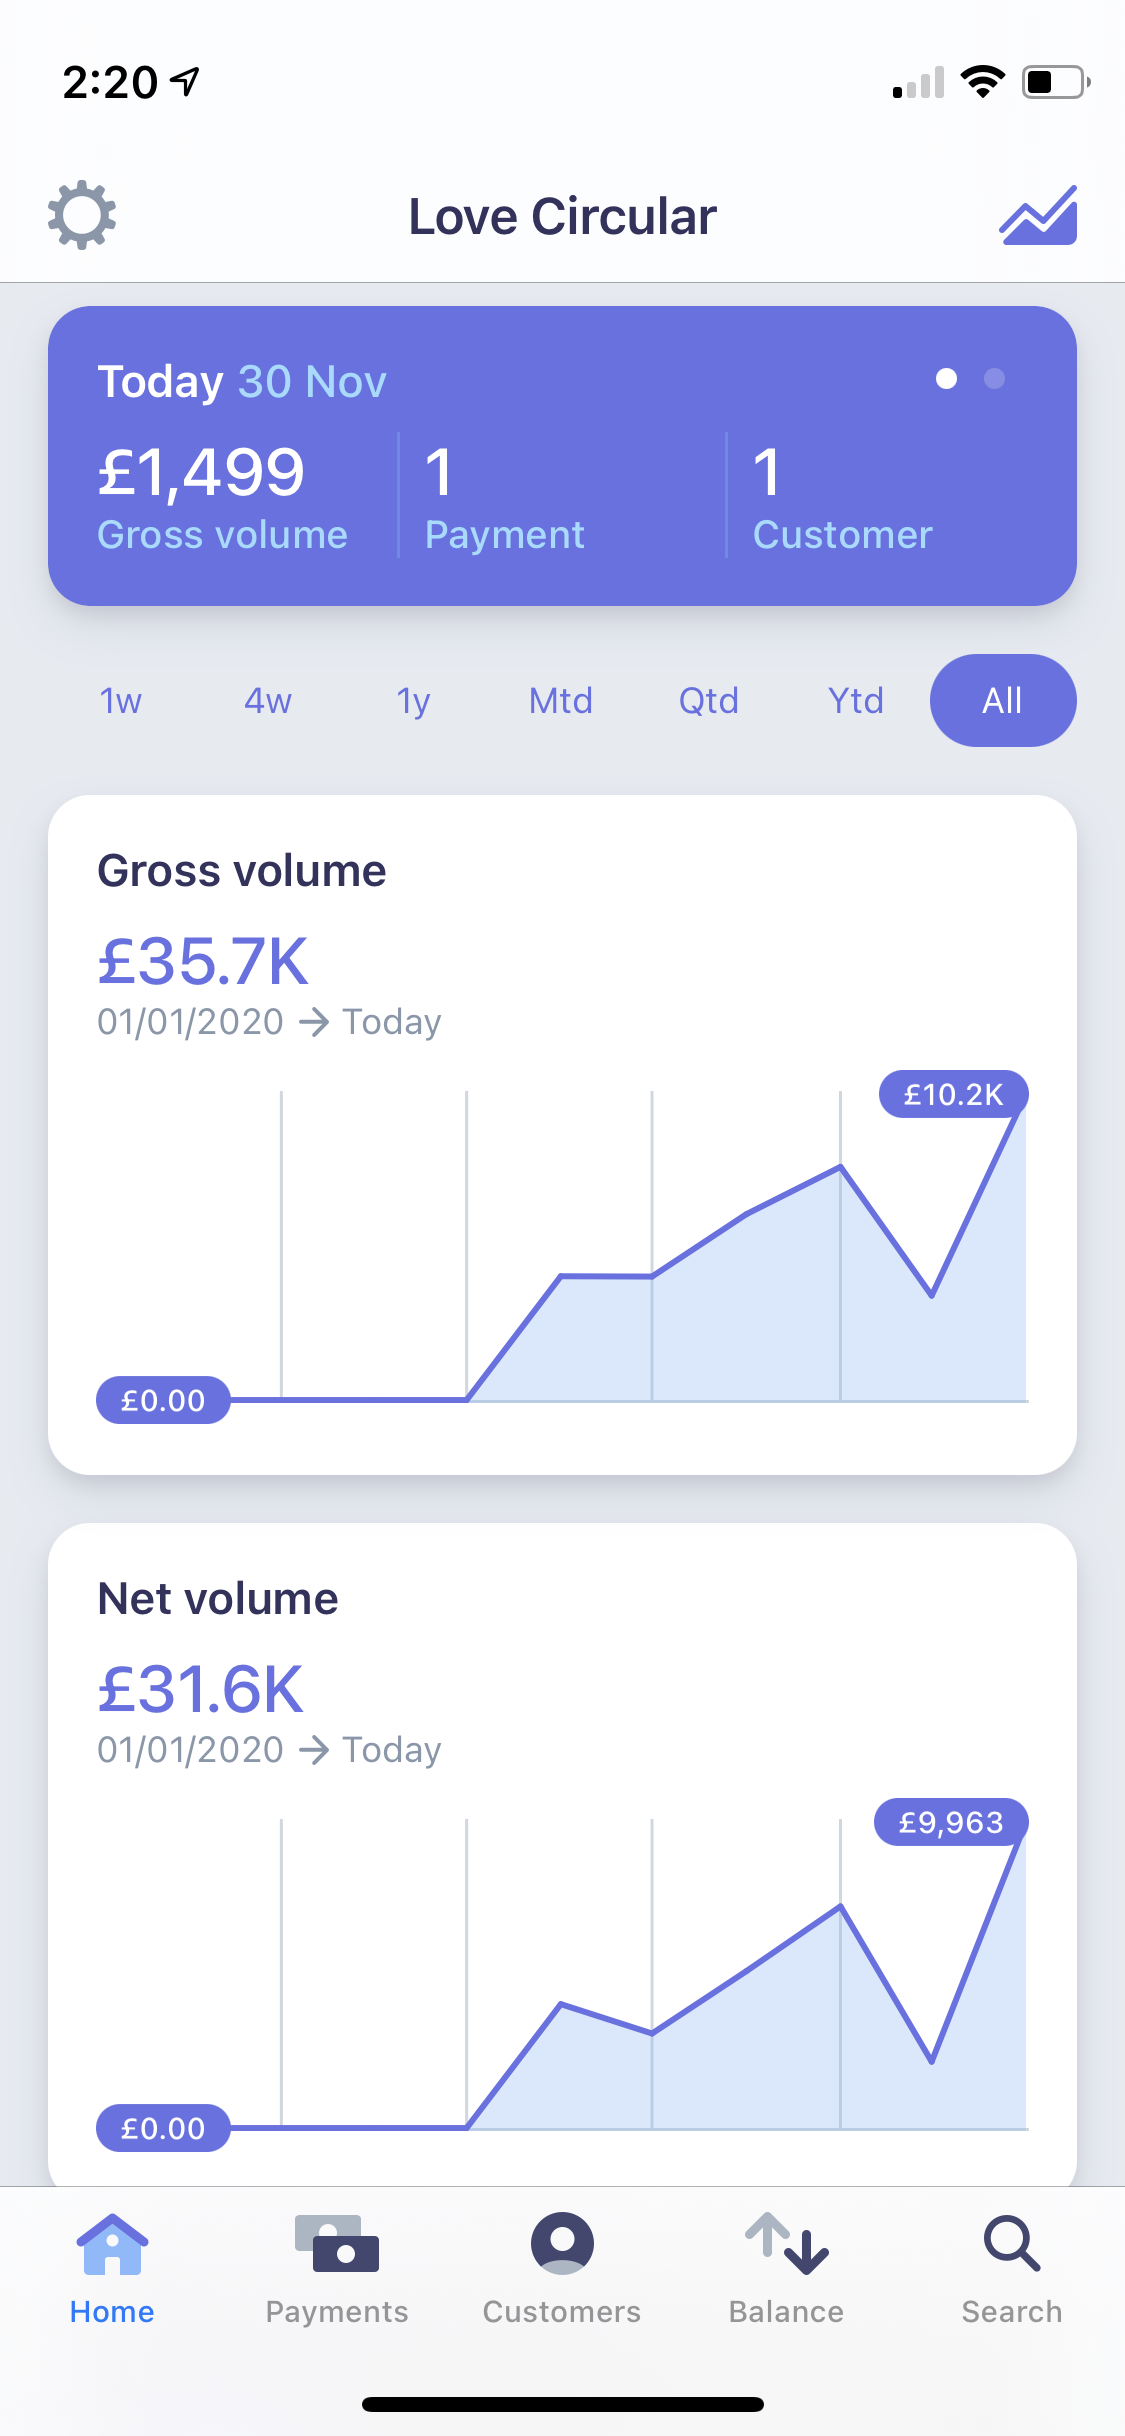 2:20
Love Circular
Today 30 Nov
£1,499
Gross volume
1
Payment
1
Customer
1w 4w 1y Mtd Qtd Ytd All
Gross volume
£35.7K
01/01/2020 → Today
£10.2K
£0.00
Net volume
£31.6K
01/01/2020 → Today
£9,963
£0.00
Home Payments Customers Balance Search